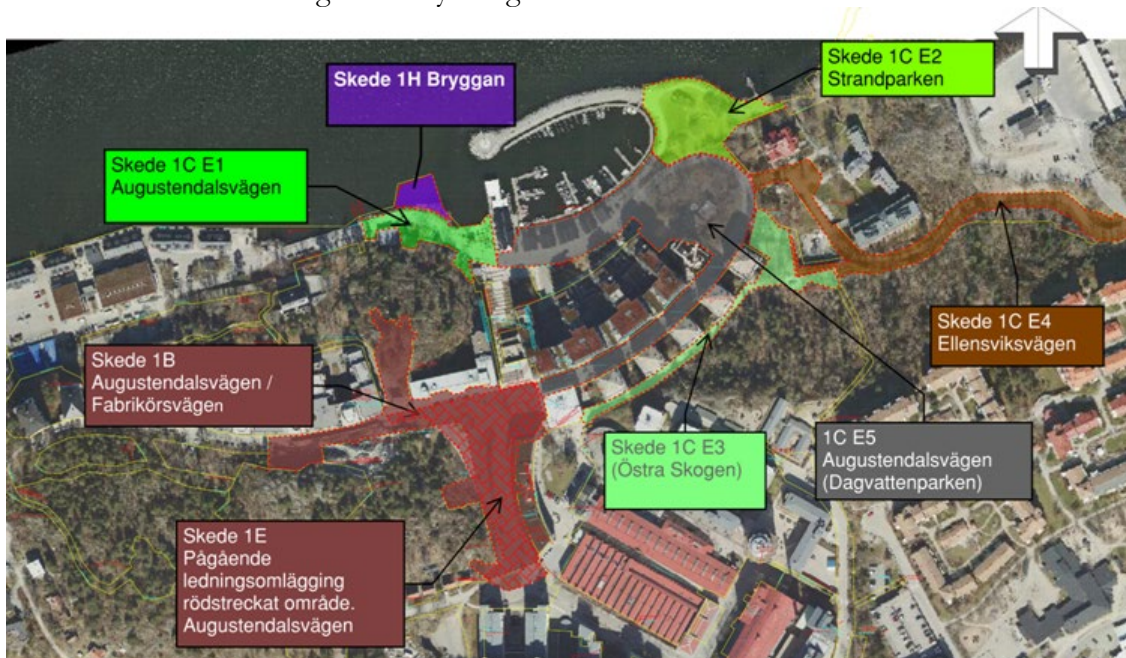 Skede 1H Bryggan
Skede 1C E2
Strandparken
Skede 1C E1
Augustendalsvägen
Skede 1B
Augustendalsvägen /
Fabrikörsvägen
Skede 1C E4
Ellensviksvägen
Skede 1C E3
(Östra Skogen)
1C E5
Augustendalsvägen
(Dagvattenparken)
Skede 1E
Pågående
ledningsomlägging
rödstreckat område.
Augustendalsvägen